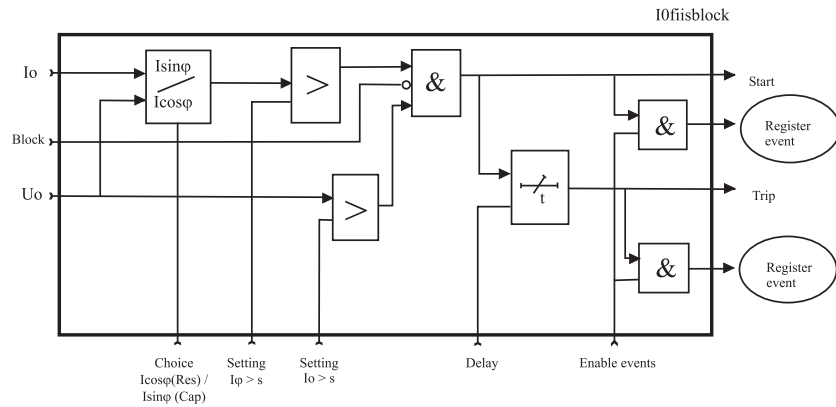 I0fiisblock
Io
Isinφ
Icosφ
>
&
Start
Block
&
Register
event
Uo
>
t
Trip
&
Register
event
Choice
Icosφ(Res) /
Isinφ (Cap)
Setting
Iφ > s
Setting
Io > s
Delay
Enable events